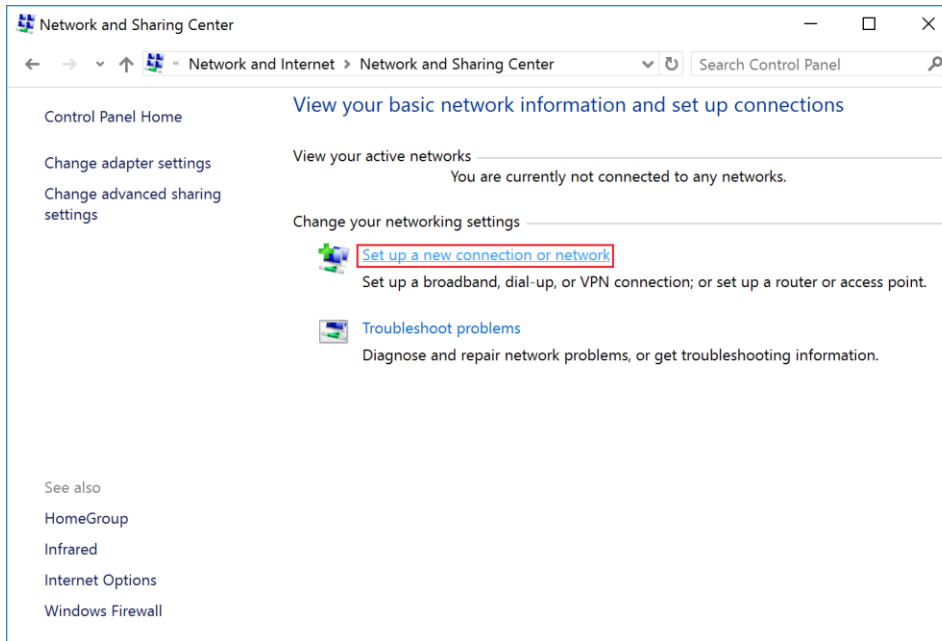 Network and Sharing Center
« Network and Internet > Network and Sharing Center
Search Control Panel
Control Panel Home
Change adapter settings
Change advanced sharing
settings
View your basic network information and set up connections
View your active networks
You are currently not connected to any networks.
Change your networking settings
Set up a new connection or network
Set up a broadband, dial-up, or VPN connection; or set up a router or access point.
Troubleshoot problems
Diagnose and repair network problems, or get troubleshooting information.
See also
HomeGroup
Infrared
Internet Options
Windows Firewall